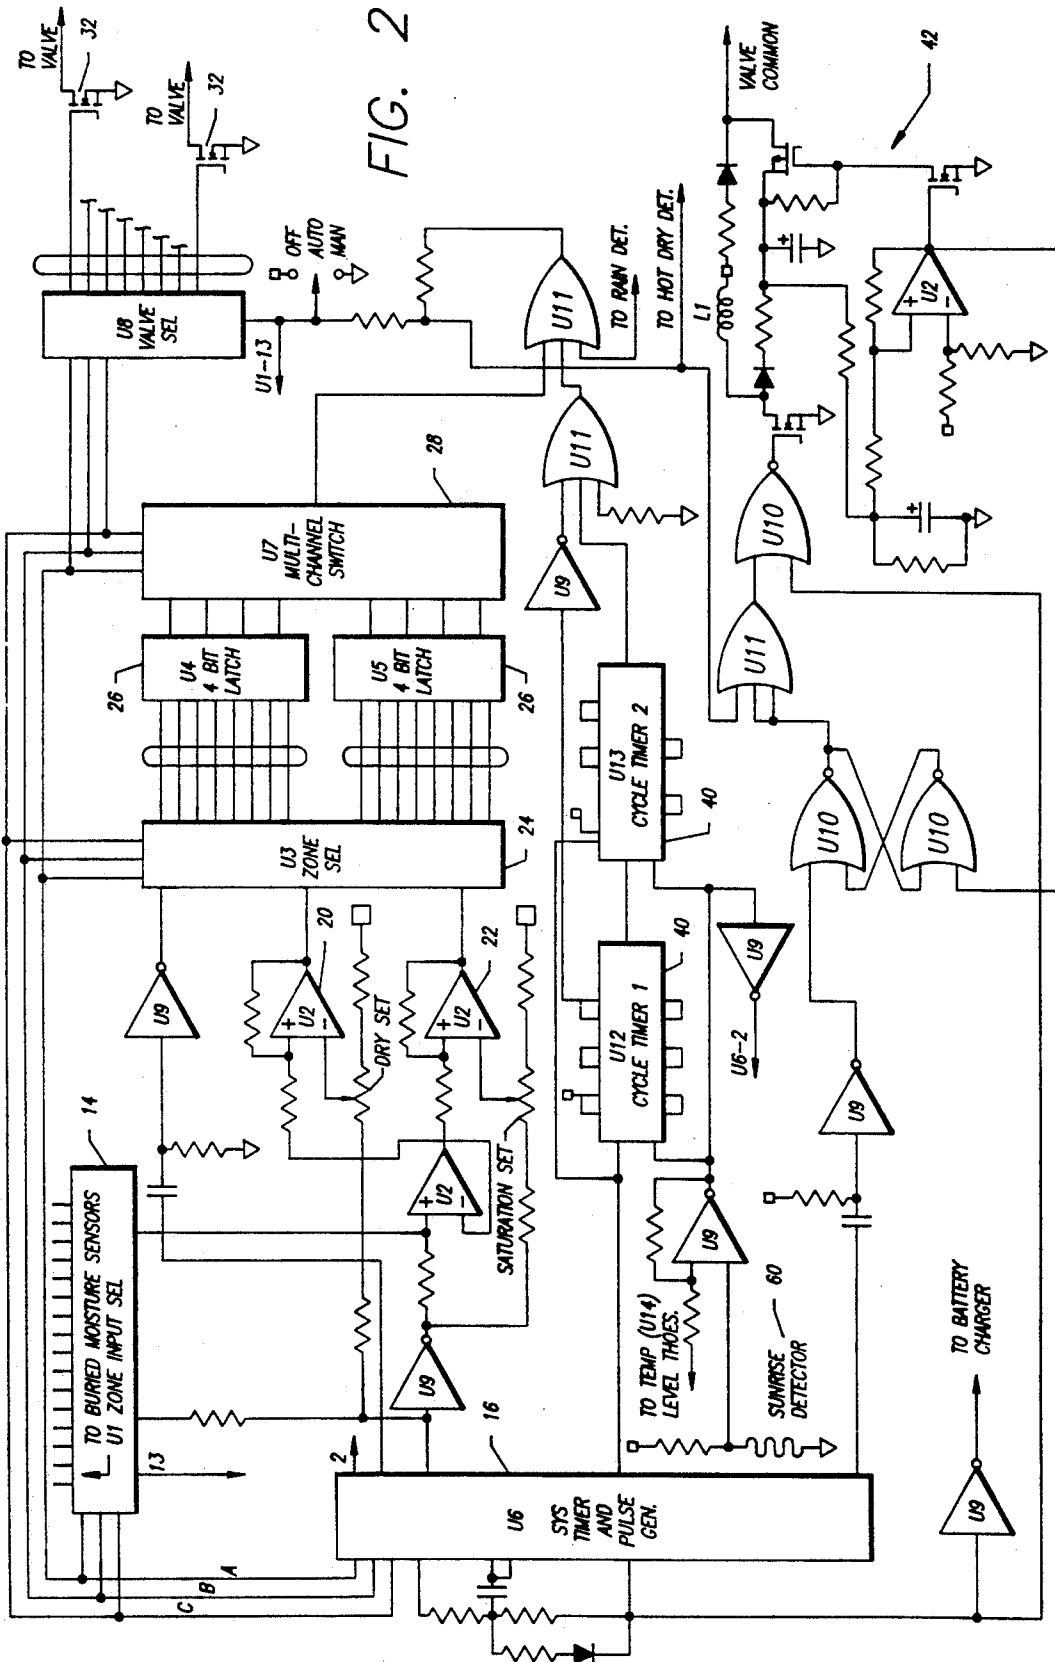 FIG. 2
TO
VALVE
32
TO
VALVE
32
U8
VALVE
SEL
OFF
AUTO
MAN
U1-13
VALVE
COMMON
42
U7
MULTI-
CHANNEL
SWITCH
28
U11
TO RAIN DET.
TO HOT DRY DET.
L1
+
+
-
U2
+
U11
U9
U10
U11
26
U4
4 BIT
LATCH
U5
4 BIT
LATCH
26
U3
ZONE
SEL
24
U13
CYCLE TIMER 2
40
U10
U10
U9
20
+
-
U2
DRY SET
22
+
-
U2
U12
CYCLE TIMER 1
40
U9
U6-2
U9
14
TO BURIED MOISTURE SENSORS
U1 ZONE INPUT SEL
13
+
-
U2
SATURATION SET
U9
U9
TO TEMP (U14)
LEVEL THOES.
SUNRISE
DETECTOR
60
2
16
U6
SYS
TIMER
AND
PULSE
GEN.
A
B
C
U9
TO BATTERY
CHARGER